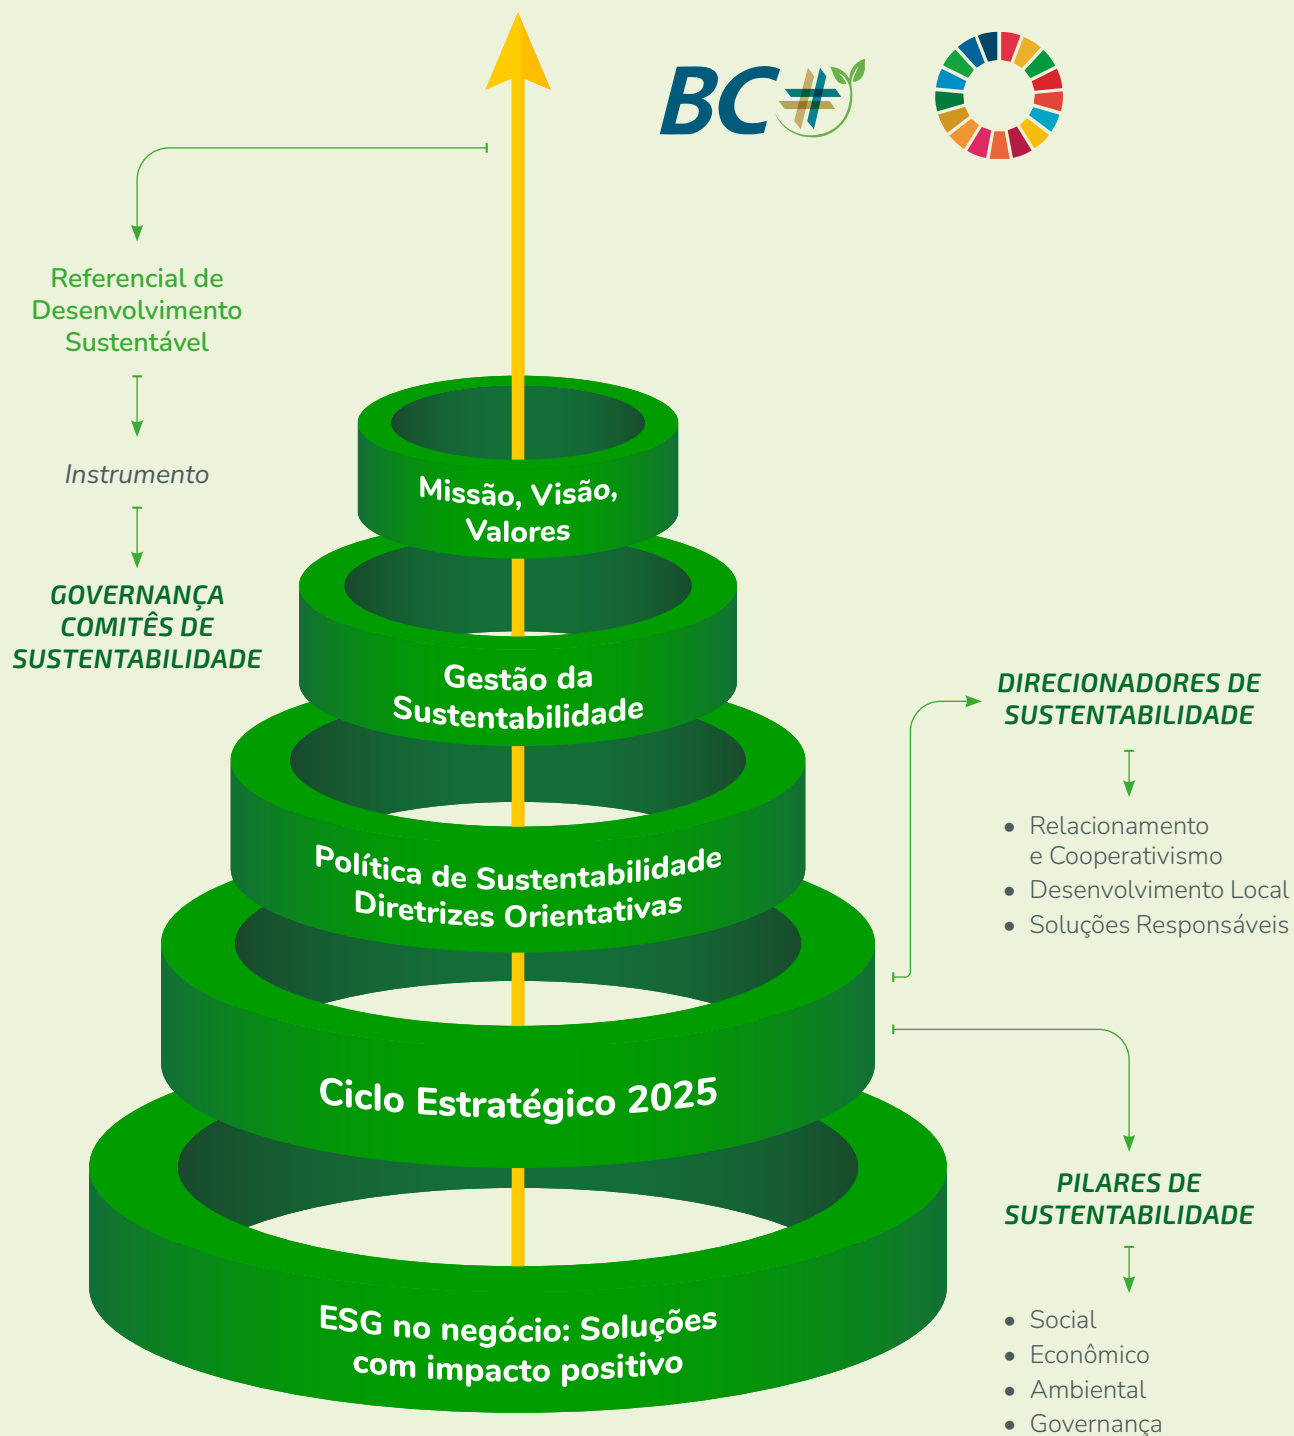 BC#
Referencial de
Desenvolvimento
Sustentável
Instrumento
GOVERNANÇA
COMITÊS DE
SUSTENTABILIDADE
Missão, Visão,
Valores
Gestão da
Sustentabilidade
Política de Sustentabilidade
Diretrizes Orientativas
Ciclo Estratégico 2025
ESG no negócio: Soluções
com impacto positivo
DIRECIONADORES DE
SUSTENTABILIDADE
• Relacionamento
e Cooperativismo
• Desenvolvimento Local
• Soluções Responsáveis
PILARES DE
SUSTENTABILIDADE
• Social
• Econômico
• Ambiental
• Governança